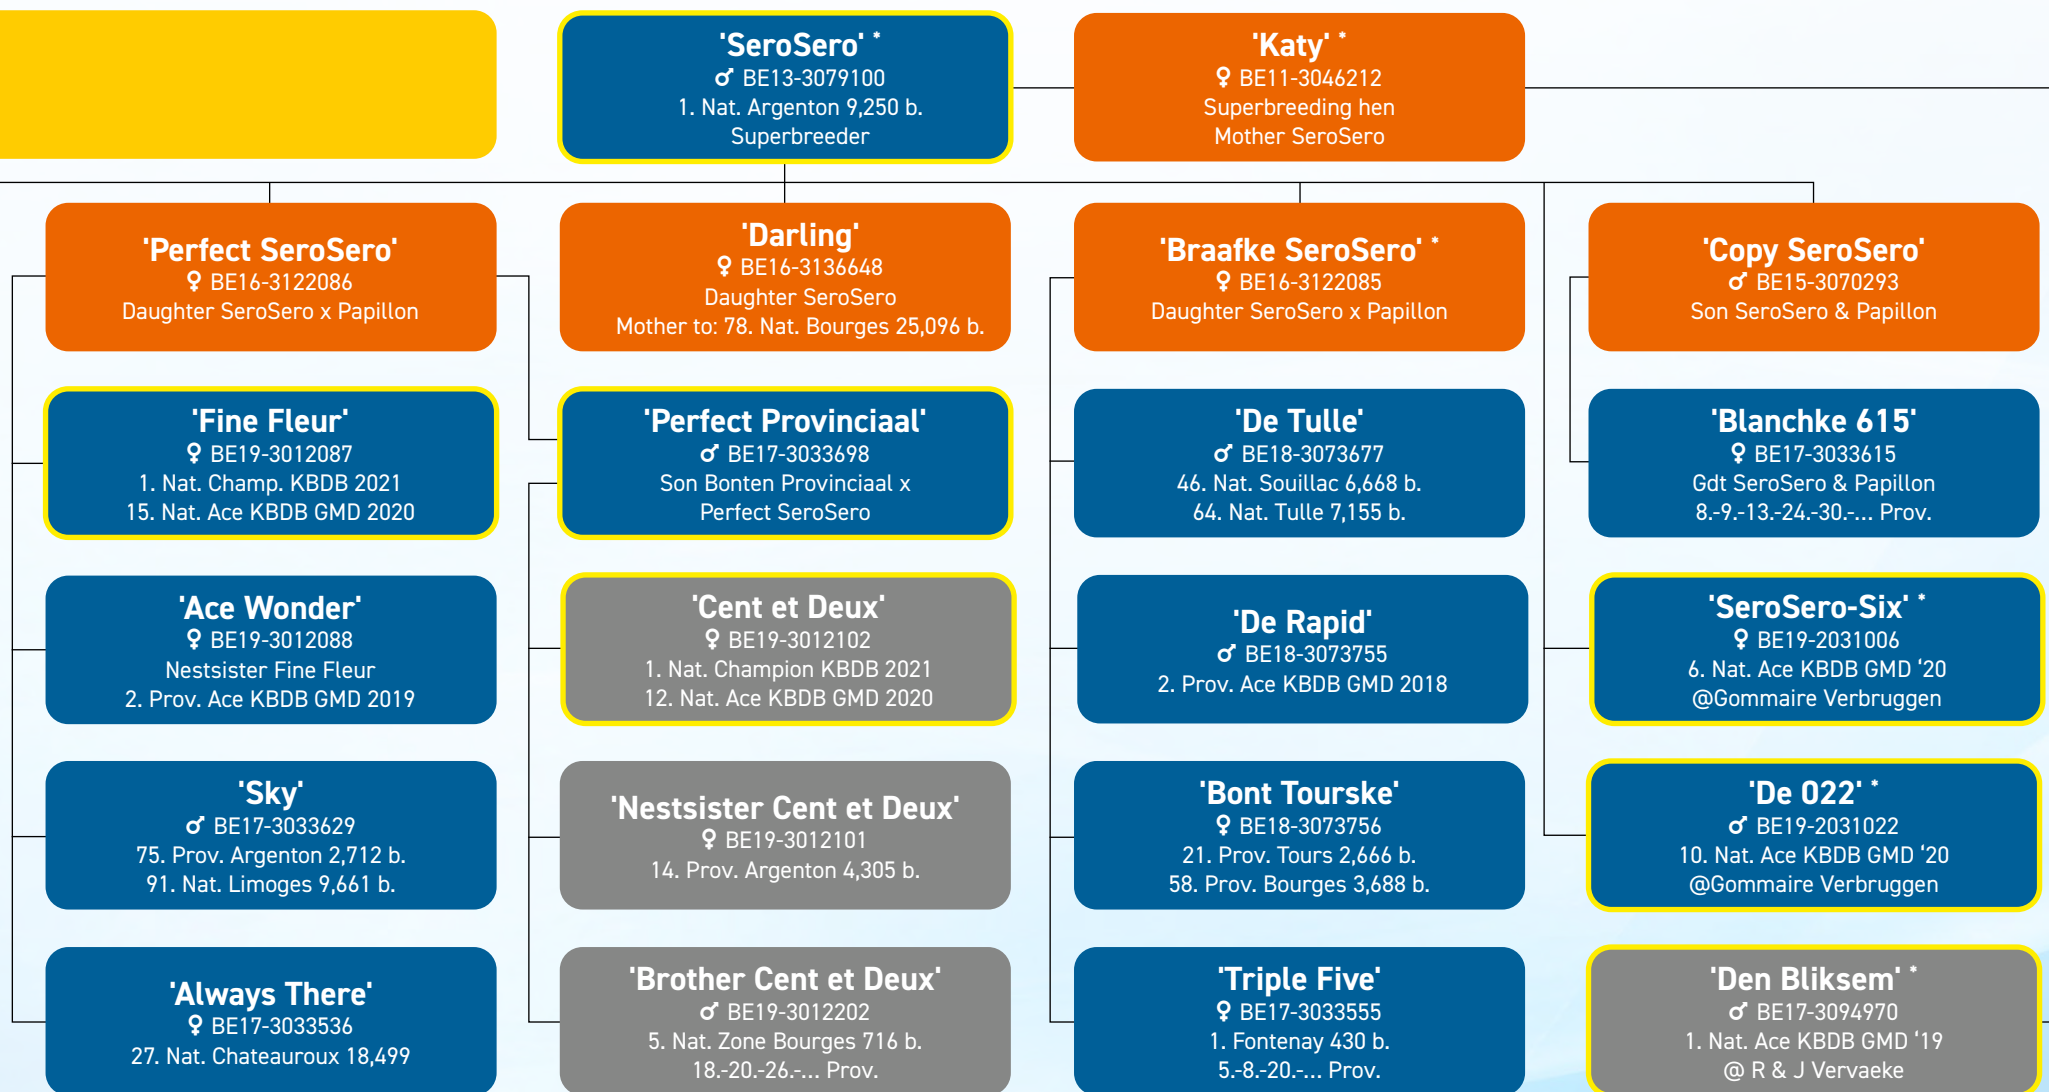 'SeroSero' *
♂ BE13-3079100
1. Nat. Argenton 9,250 b.
Superbreeder
'Katy' *
♀ BE11-3046212
Superbreeding hen
Mother SeroSero
'Perfect SeroSero'
♀ BE16-3122086
Daughter SeroSero x Papillon
'Darling'
♀ BE16-3136648
Daughter SeroSero
Mother to: 78. Nat. Bourges 25,096 b.
'Braafke SeroSero' *
♀ BE16-3122085
Daughter SeroSero x Papillon
'Copy SeroSero'
♂ BE15-3070293
Son SeroSero & Papillon
'Fine Fleur'
♀ BE19-3012087
1. Nat. Champ. KBDB 2021
15. Nat. Ace KBDB GMD 2020
'Perfect Provinciaal'
♂ BE17-3033698
Son Bonten Provinciaal x
Perfect SeroSero
'De Tulle'
♂ BE18-3073677
46. Nat. Souillac 6,668 b.
64. Nat. Tulle 7,155 b.
'Blanchke 615'
♀ BE17-3033615
Gdt SeroSero & Papillon
8.-9.-13.-24.-30.-... Prov.
'Ace Wonder'
♀ BE19-3012088
Nestsister Fine Fleur
2. Prov. Ace KBDB GMD 2019
'Cent et Deux'
♀ BE19-3012102
1. Nat. Champion KBDB 2021
12. Nat. Ace KBDB GMD 2020
'De Rapid'
♂ BE18-3073755
2. Prov. Ace KBDB GMD 2018
'SeroSero-Six' *
♀ BE19-2031006
6. Nat. Ace KBDB GMD ‘20
@Gommaire Verbruggen
'Sky'
♂ BE17-3033629
75. Prov. Argenton 2,712 b.
91. Nat. Limoges 9,661 b.
'Nestsister Cent et Deux'
♀ BE19-3012101
14. Prov. Argenton 4,305 b.
'Bont Tourske'
♀ BE18-3073756
21. Prov. Tours 2,666 b.
58. Prov. Bourges 3,688 b.
'De 022' *
♂ BE19-2031022
10. Nat. Ace KBDB GMD ‘20
@Gommaire Verbruggen
'Always There'
♀ BE17-3033536
27. Nat. Chateauroux 18,499
'Brother Cent et Deux'
♂ BE19-3012202
5. Nat. Zone Bourges 716 b.
18.-20.-26.-... Prov.
'Triple Five'
♀ BE17-3033555
1. Fontenay 430 b.
5.-8.-20.-... Prov.
'Den Bliksem' *
♂ BE17-3094970
1. Nat. Ace KBDB GMD ‘19
@ R & J Vervaeke